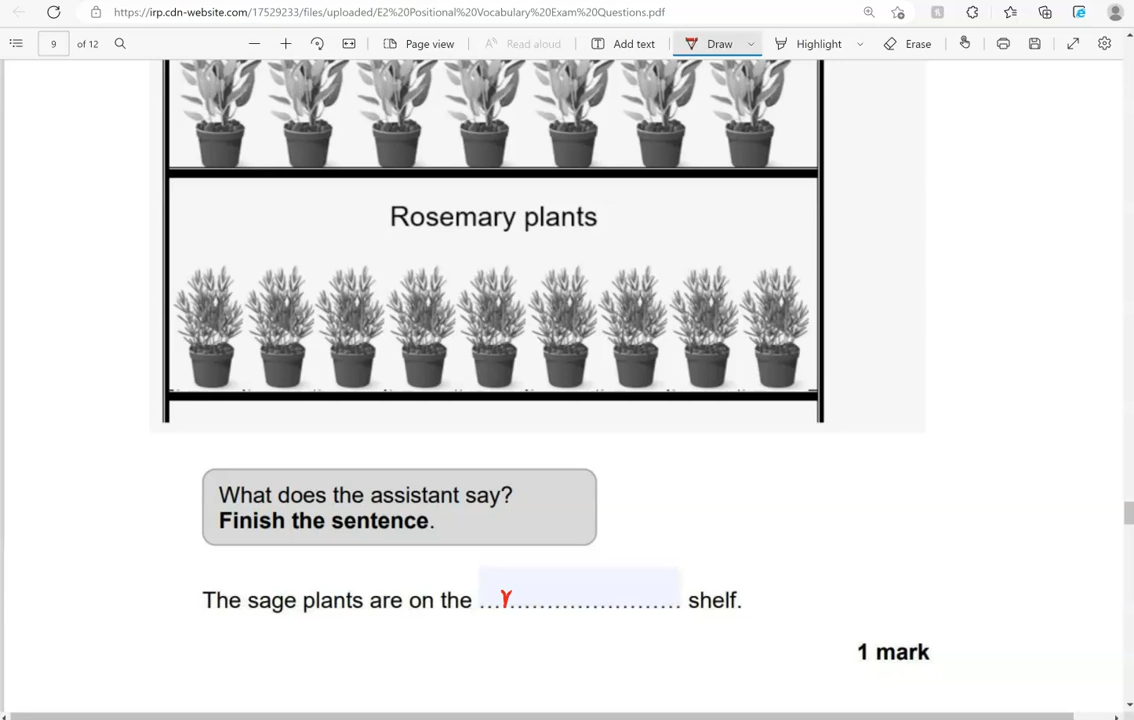 https://irp.cdn-website.com/17529233/files/uploaded/E2%20Positional%20Vocabulary%20Exam%20Questions.pdf
9 of 12
Page view
Read aloud
Add text
Draw
Highlight
Erase
Rosemary plants
What does the assistant say?
Finish the sentence.
The sage plants are on the .................................... shelf.
1 mark